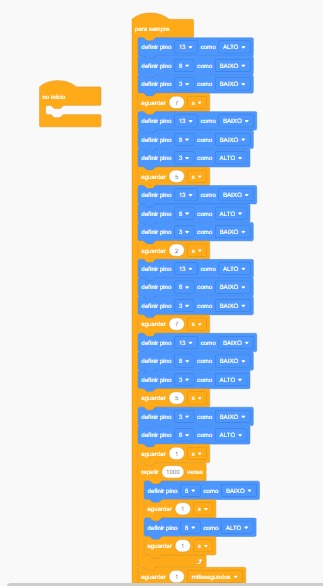 no início
para sempre
definir pino 13 como ALTO
definir pino 8 como BAIXO
definir pino 3 como BAIXO
aguardar 7 s
definir pino 13 como BAIXO
definir pino 8 como BAIXO
definir pino 3 como ALTO
aguardar 5 s
definir pino 13 como BAIXO
definir pino 8 como ALTO
definir pino 3 como BAIXO
aguardar 2 s
definir pino 13 como ALTO
definir pino 8 como BAIXO
definir pino 3 como BAIXO
aguardar 7 s
definir pino 13 como BAIXO
definir pino 8 como BAIXO
definir pino 3 como ALTO
aguardar 5 s
definir pino 3 como BAIXO
definir pino 8 como ALTO
aguardar 1 s
repetir 1000 vezes
definir pino 8 como BAIXO
aguardar 1 s
definir pino 8 como ALTO
aguardar 1 s
aguardar 1 milissegundos